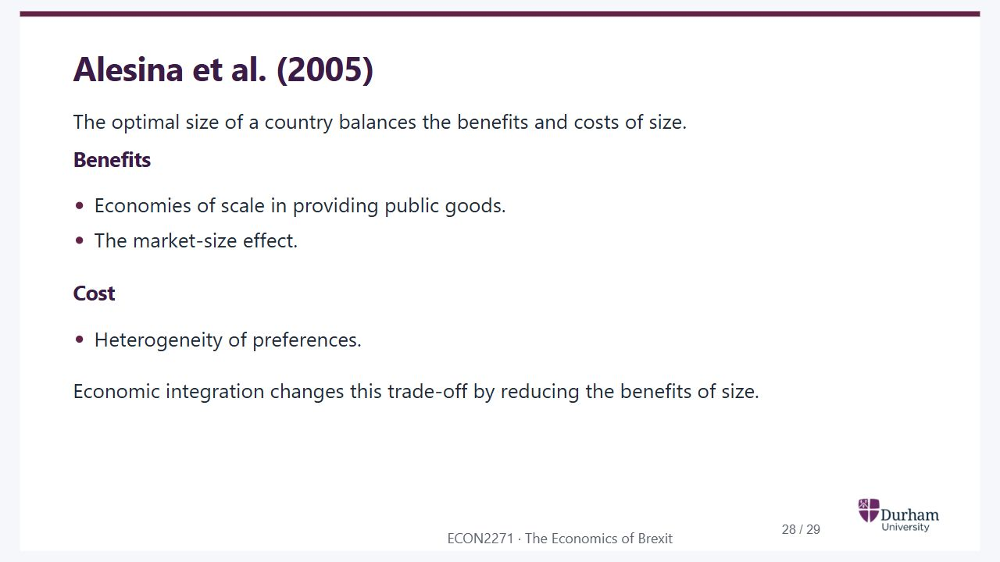 Alesina et al. (2005)
The optimal size of a country balances the benefits and costs of size.
Benefits
• Economies of scale in providing public goods.
• The market-size effect.
Cost
• Heterogeneity of preferences.
Economic integration changes this trade-off by reducing the benefits of size.
ECON2271 · The Economics of Brexit
28 / 29
Durham
University